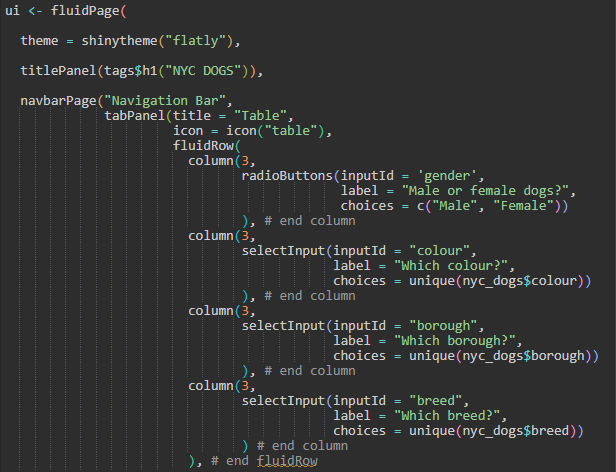 ui <- fluidPage(
theme = shinytheme("flatly"),
titlePanel(tags$h1("NYC DOGS")),
navbarPage("Navigation Bar",
tabPanel(title = "Table",
icon = icon("table"),
fluidRow(
column(3,
radioButtons(inputId = 'gender',
label = "Male or female dogs?",
choices = c("Male", "Female"))
), # end column
column(3,
selectInput(inputId = "colour",
label = "Which colour?",
choices = unique(nyc_dogs$colour))
), # end column
column(3,
selectInput(inputId = "borough",
label = "Which borough?",
choices = unique(nyc_dogs$borough))
), # end column
column(3,
selectInput(inputId = "breed",
label = "Which breed?",
choices = unique(nyc_dogs$breed))
) # end column
), # end fluidRow